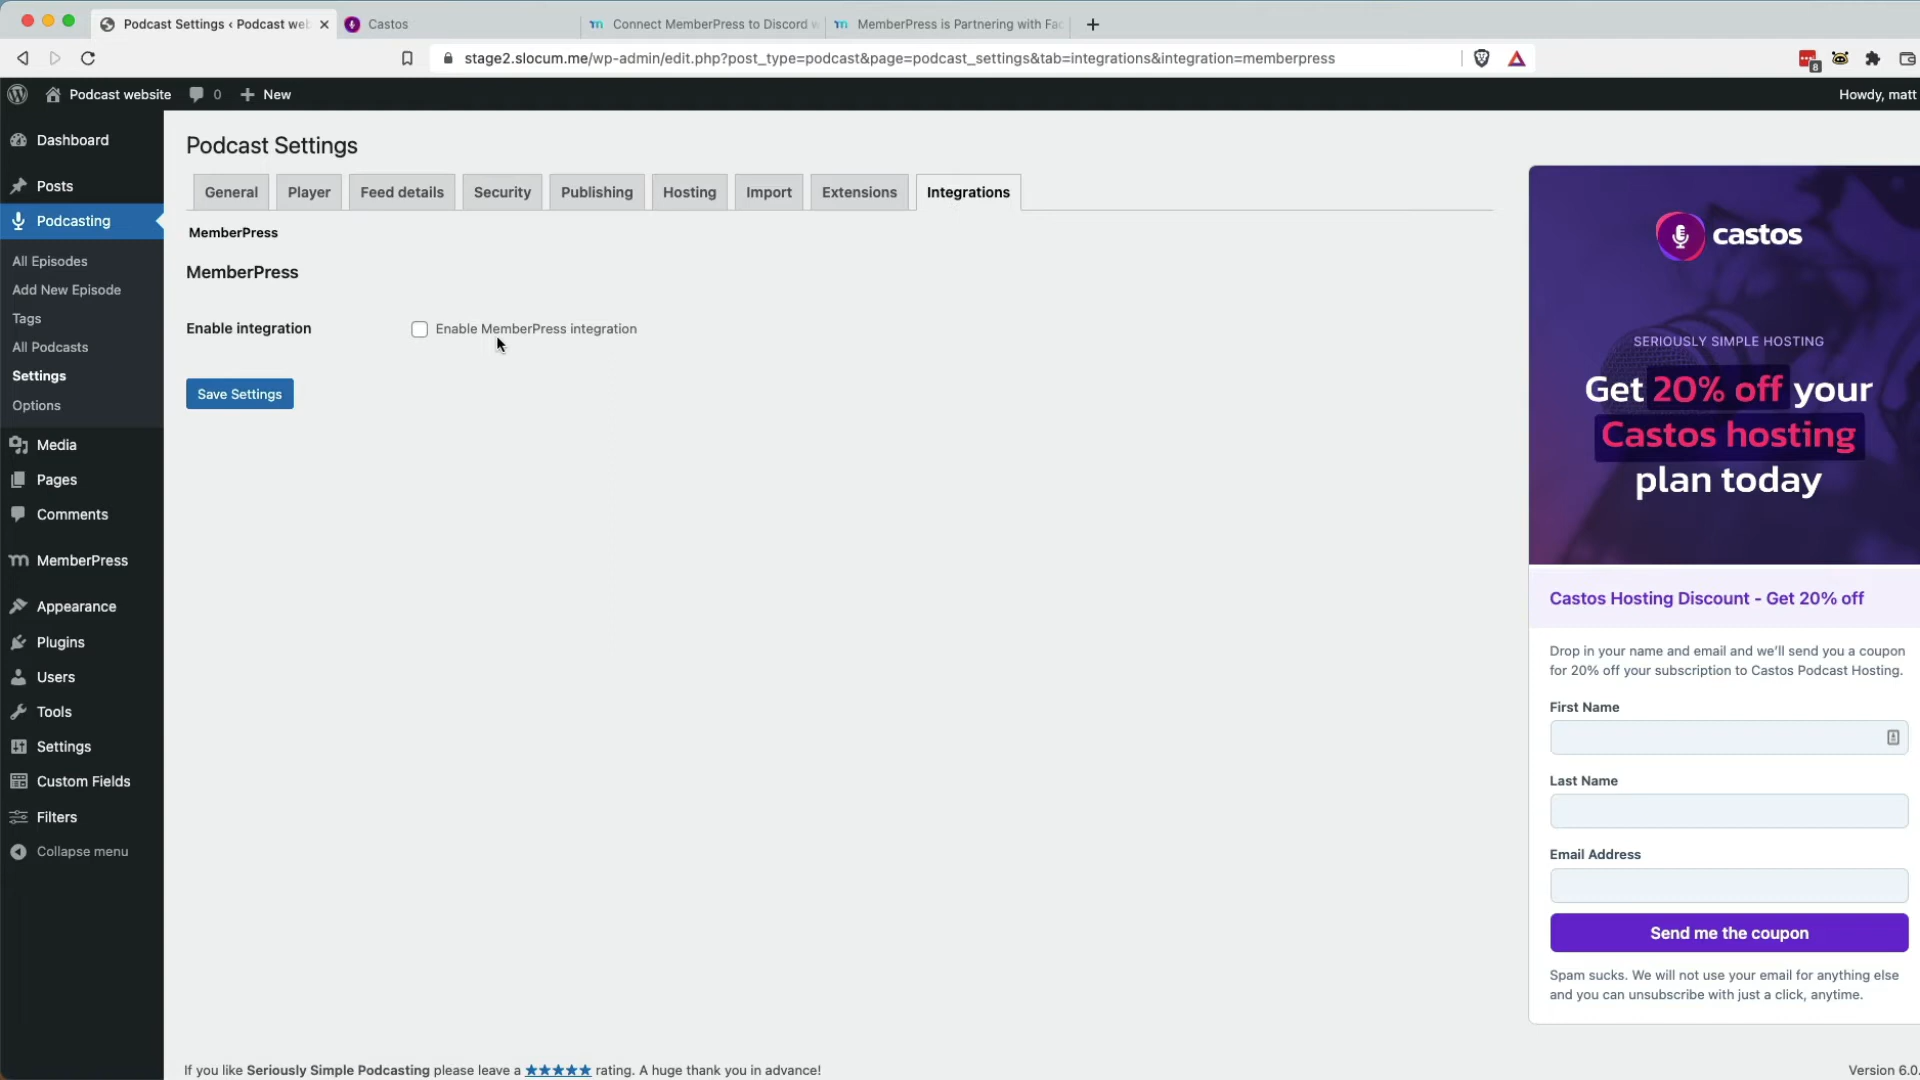 Podcast Settings ‹ Podcast we
Castos
Connect MemberPress to Discord
MemberPress is Partnering with Fac
stage2.slocum.me/wp-admin/edit.php?post_type=podcast&page=podcast_settings&tab=integrations&integration=memberpress
8
Podcast website
0
New
Howdy, matt
Dashboard
Posts
Podcasting
All Episodes
Add New Episode
Tags
All Podcasts
Settings
Options
Media
Pages
Comments
MemberPress
Appearance
Plugins
Users
Tools
Settings
Custom Fields
Filters
Collapse menu
Podcast Settings
General
Player
Feed details
Security
Publishing
Hosting
Import
Extensions
Integrations
MemberPress
MemberPress
Enable integration
Enable MemberPress integration
Save Settings
castos
SERIOUSLY SIMPLE HOSTING
Get 20% off your
Castos hosting
plan today
Castos Hosting Discount - Get 20% off
Drop in your name and email and we'll send you a coupon
for 20% off your subscription to Castos Podcast Hosting.
First Name
Last Name
Email Address
Send me the coupon
Spam sucks. We will not use your email for anything else
and you can unsubscribe with just a click, anytime.
If you like Seriously Simple Podcasting please leave a ★★★★★ rating. A huge thank you in advance!
Version 6.0.